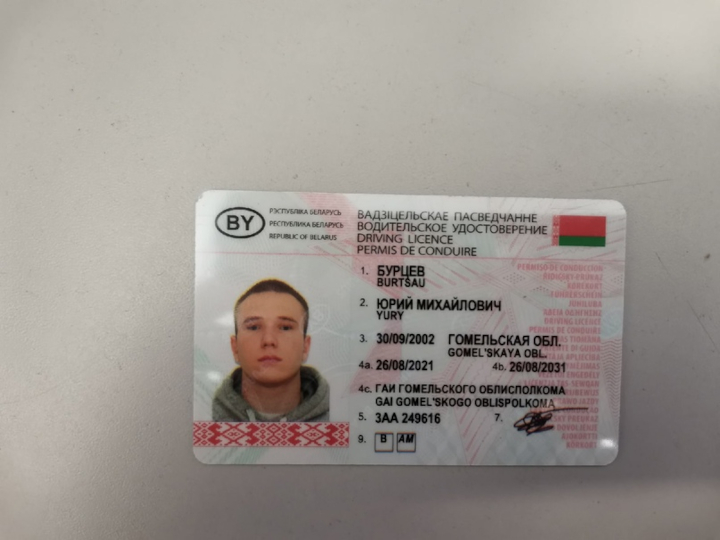 BY
РЭСПУБЛІКА БЕЛАРУСЬ
РЕСПУБЛИКА БЕЛАРУСЬ
REPUBLIC OF BELARUS
ВАДЗІЦЕЛЬСКАЕ ПАСВЕДЧАННЕ
ВОДИТЕЛЬСКОЕ УДОСТОВЕРЕНИЕ
DRIVING LICENCE
PERMIS DE CONDUIRE
1. БУРЦЕВ
BURTSAU
2. ЮРИЙ МИХАЙЛОВИЧ
YURY
3. 30/09/2002 ГОМЕЛЬСКАЯ ОБЛ.
GOMEL'SKAYA OBL.
4a. 26/08/2021 4b. 26/08/2031
4c. ГАИ ГОМЕЛЬСКОГО ОБЛИСПОЛКОМА
GAI GOMEL'SKOGO OBLISPOLKOMA
5. 3AA 249616 7.
9. B AM